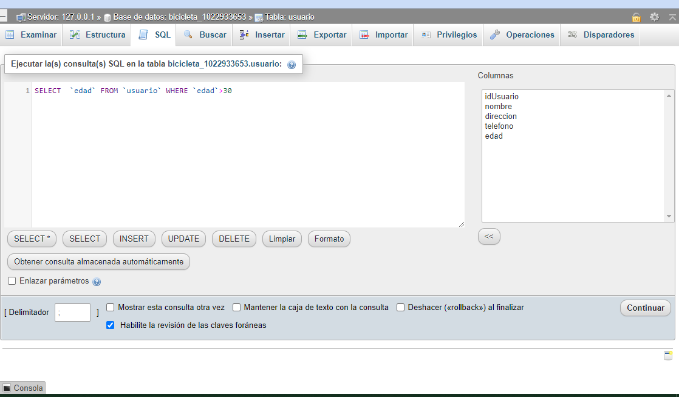 Servidor: 127.0.0.1 » Base de datos: bicicleta_1022933653 » Tabla: usuario
Examinar Estructura SQL Buscar Insertar Exportar Importar Privilegios Operaciones Disparadores
Ejecutar la(s) consulta(s) SQL en la tabla bicicleta_1022933653.usuario:
Columnas
1 SELECT `edad` FROM `usuario` WHERE `edad`>30
idUsuario
nombre
direccion
telefono
edad
SELECT * SELECT INSERT UPDATE DELETE Limpiar Formato
<<
Obtener consulta almacenada automáticamente
Enlazar parámetros
[ Delimitador ; ] Mostrar esta consulta otra vez Mantener la caja de texto con la consulta Deshacer («rollback») al finalizar Continuar
Habilite la revisión de las claves foráneas
Consola